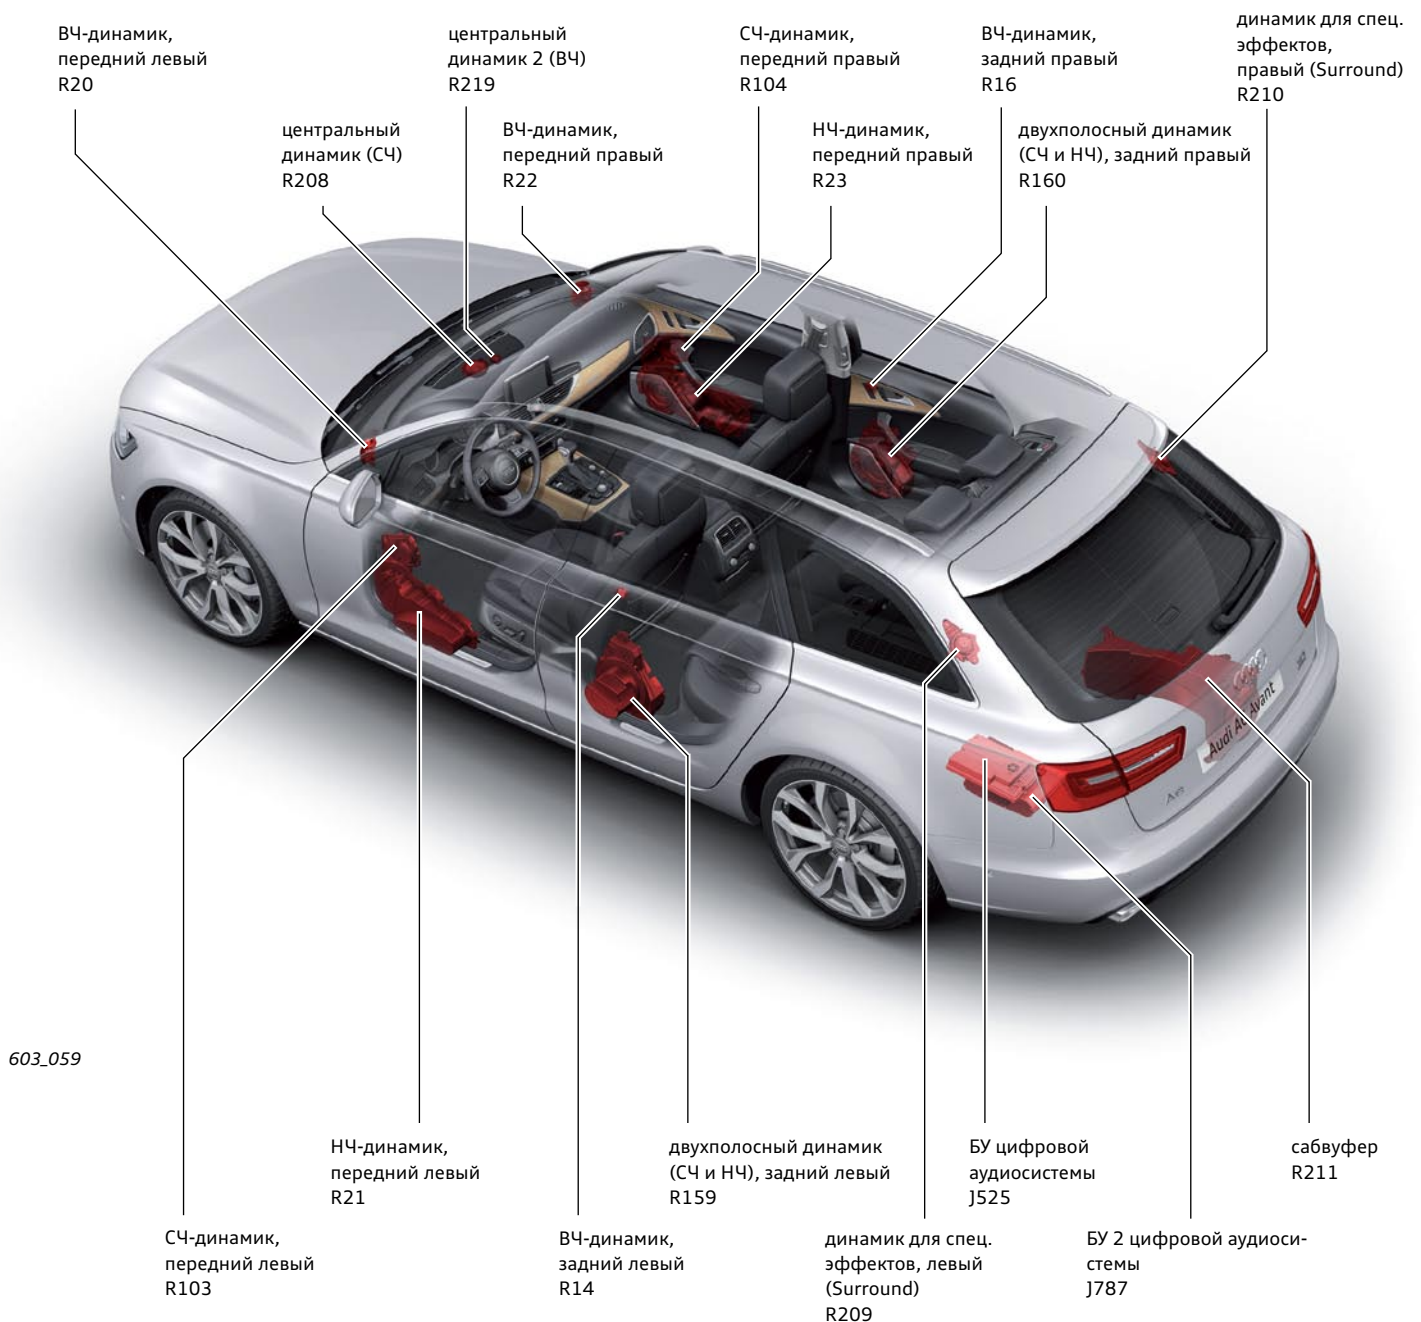 ВЧ-динамик,
передний левый
R20
центральный
динамик 2 (ВЧ)
R219
СЧ-динамик,
передний правый
R104
ВЧ-динамик,
задний правый
R16
динамик для спец.
эффектов,
правый (Surround)
R210
центральный
динамик (СЧ)
R208
ВЧ-динамик,
передний правый
R22
НЧ-динамик,
передний правый
R23
двухполосный динамик
(СЧ и НЧ), задний правый
R160
Audi A6 Avant
A6
603_059
НЧ-динамик,
передний левый
R21
двухполосный динамик
(СЧ и НЧ), задний левый
R159
БУ цифровой
аудиосистемы
J525
сабвуфер
R211
СЧ-динамик,
передний левый
R103
ВЧ-динамик,
задний левый
R14
динамик для спец.
эффектов, левый
(Surround)
R209
БУ 2 цифровой аудиоси-
стемы
J787